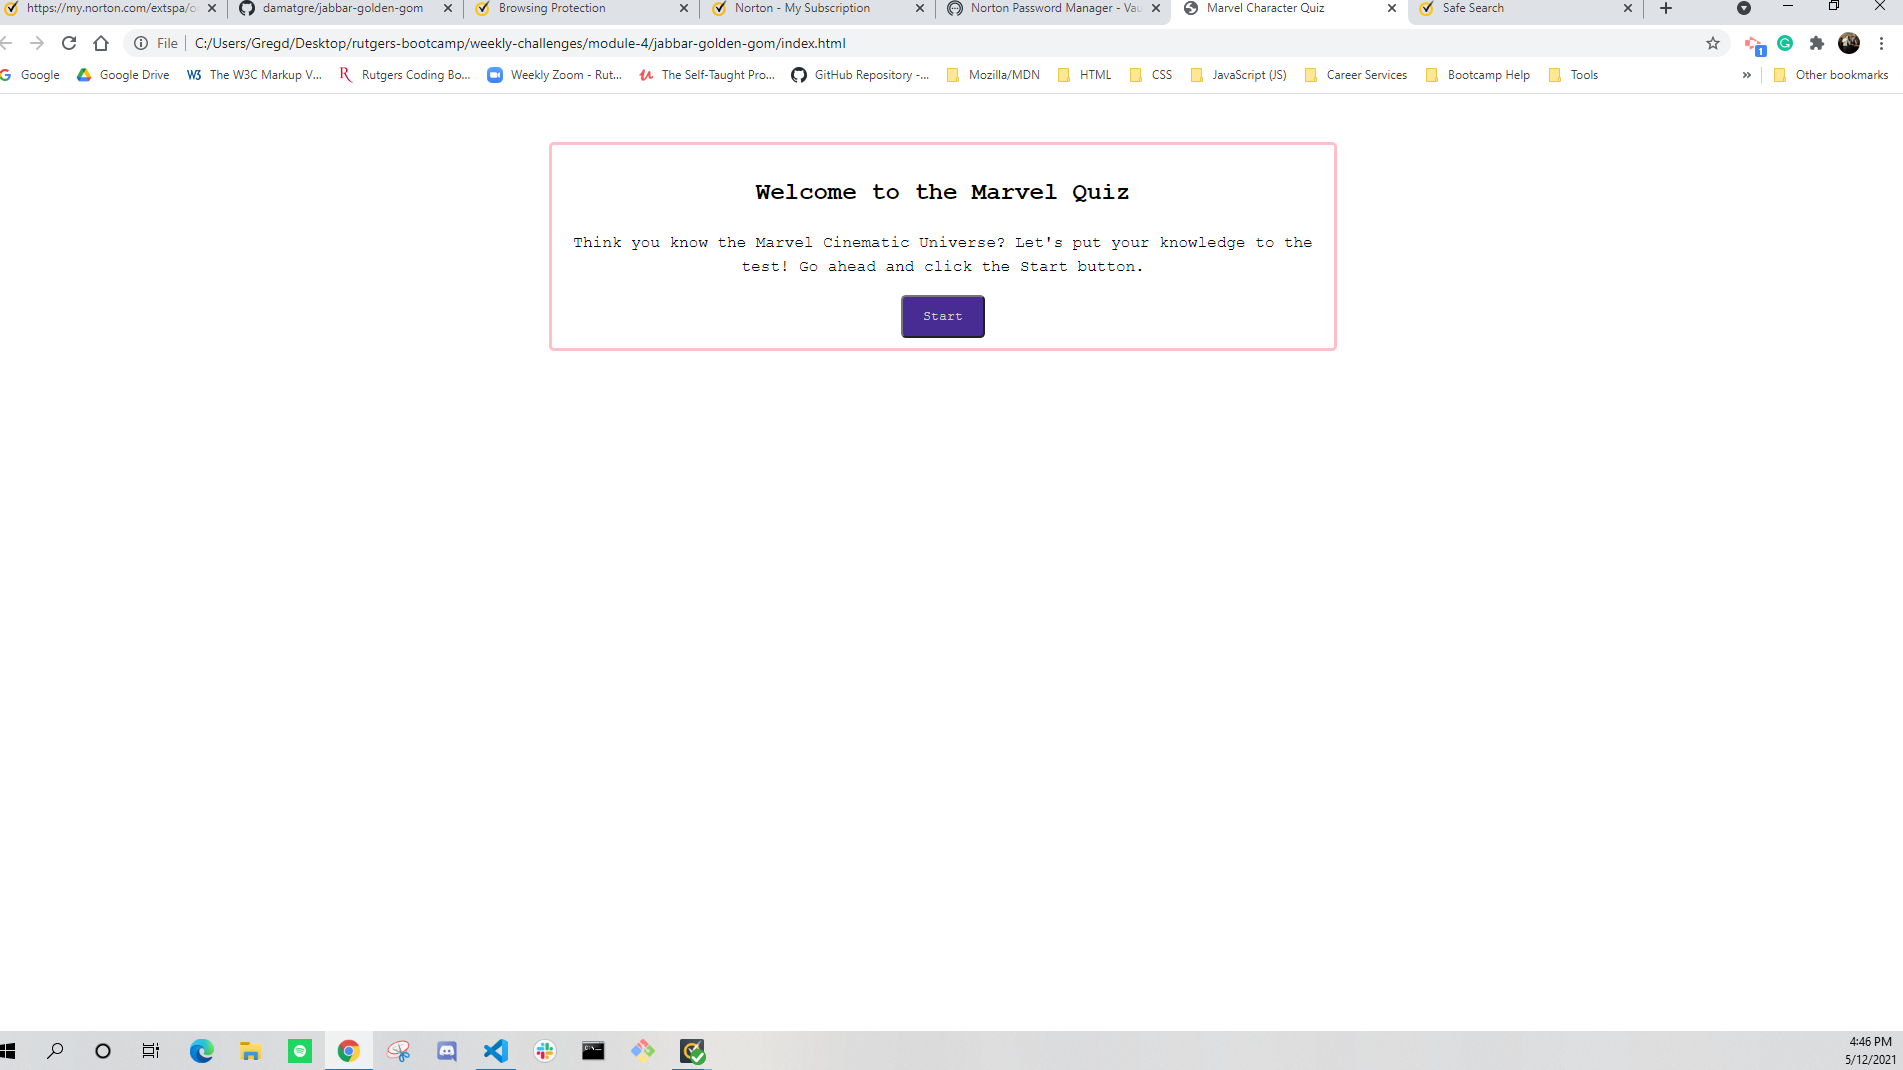 https://my.norton.com/extspa/o
damatgre/jabbar-golden-gom
Browsing Protection
Norton - My Subscription
Norton Password Manager - Vau
Marvel Character Quiz
Safe Search
File
C:/Users/Gregd/Desktop/rutgers-bootcamp/weekly-challenges/module-4/jabbar-golden-gom/index.html
1
Google
Google Drive
The W3C Markup V...
Rutgers Coding Bo...
Weekly Zoom - Rut...
The Self-Taught Pro...
GitHub Repository -...
Mozilla/MDN
HTML
CSS
JavaScript (JS)
Career Services
Bootcamp Help
Tools
»
Other bookmarks
Welcome to the Marvel Quiz
Think you know the Marvel Cinematic Universe? Let's put your knowledge to the
test! Go ahead and click the Start button.
Start
4:46 PM
5/12/2021